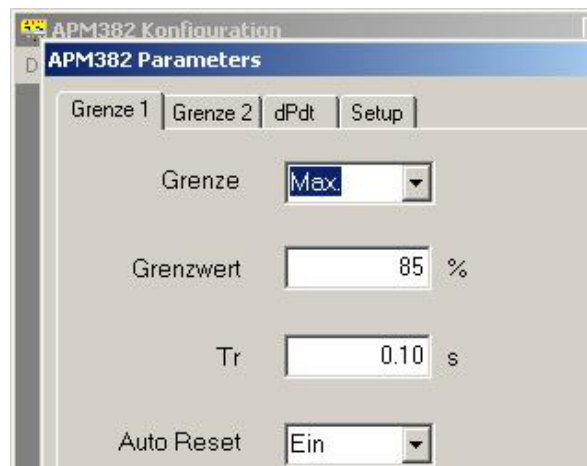 APM382 Konfiguration
D
APM382 Parameters
Grenze 1 Grenze 2 dPdt Setup
Grenze Max.
Grenzwert 85 %
Tr 0.10 s
Auto Reset Ein